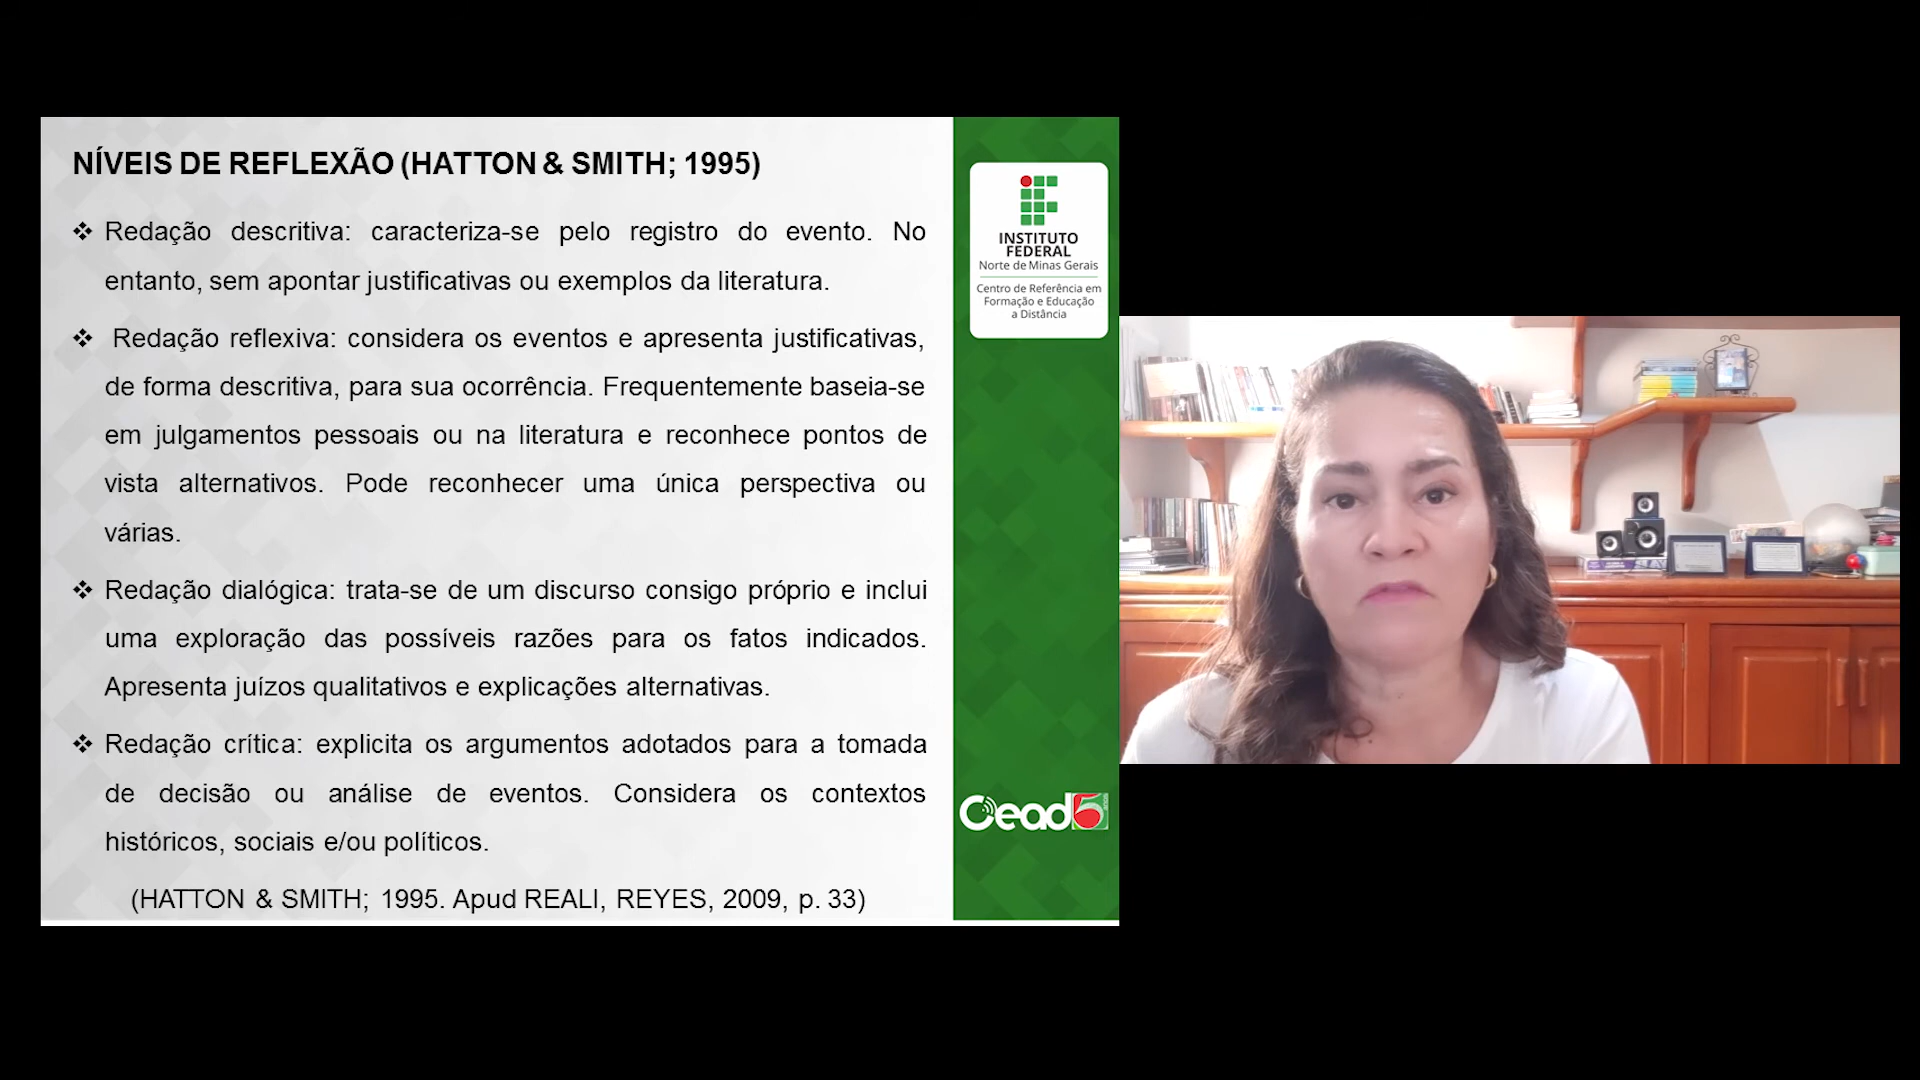 NÍVEIS DE REFLEXÃO (HATTON & SMITH; 1995)
❖ Redação descritiva: caracteriza-se pelo registro do evento. No
entanto, sem apontar justificativas ou exemplos da literatura.
❖ Redação reflexiva: considera os eventos e apresenta justificativas,
de forma descritiva, para sua ocorrência. Frequentemente baseia-se
em julgamentos pessoais ou na literatura e reconhece pontos de
vista alternativos. Pode reconhecer uma única perspectiva ou
várias.
❖ Redação dialógica: trata-se de um discurso consigo próprio e inclui
uma exploração das possíveis razões para os fatos indicados.
Apresenta juízos qualitativos e explicações alternativas.
❖ Redação crítica: explicita os argumentos adotados para a tomada
de decisão ou análise de eventos. Considera os contextos
históricos, sociais e/ou políticos.
(HATTON & SMITH; 1995. Apud REALI, REYES, 2009, p. 33)
INSTITUTO
FEDERAL
Norte de Minas Gerais
Centro de Referência em
Formação e Educação
a Distância
Cead 5